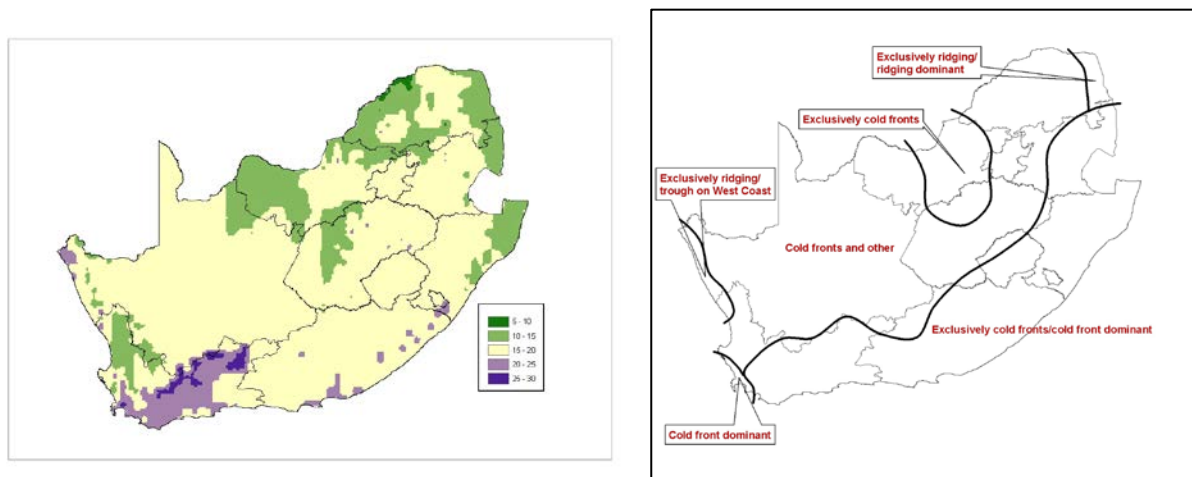 5 - 10
10 - 15
15 - 20
20 - 25
25 - 30
Exclusively ridging/
ridging dominant
Exclusively cold fronts
Exclusively ridging/
trough on West Coast
Cold fronts and other
Exclusively cold fronts/cold front dominant
Cold front dominant